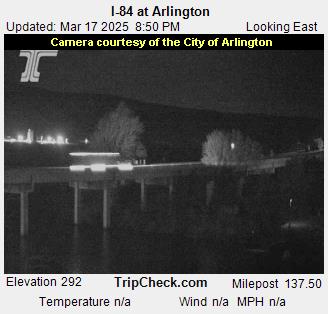 I-84 at Arlington
Updated: Mar 17 2025 8:50 PM Looking East
Camera courtesy of the City of Arlington
Elevation 292 TripCheck.com Milepost 137.50
Temperature n/a Wind n/a MPH n/a